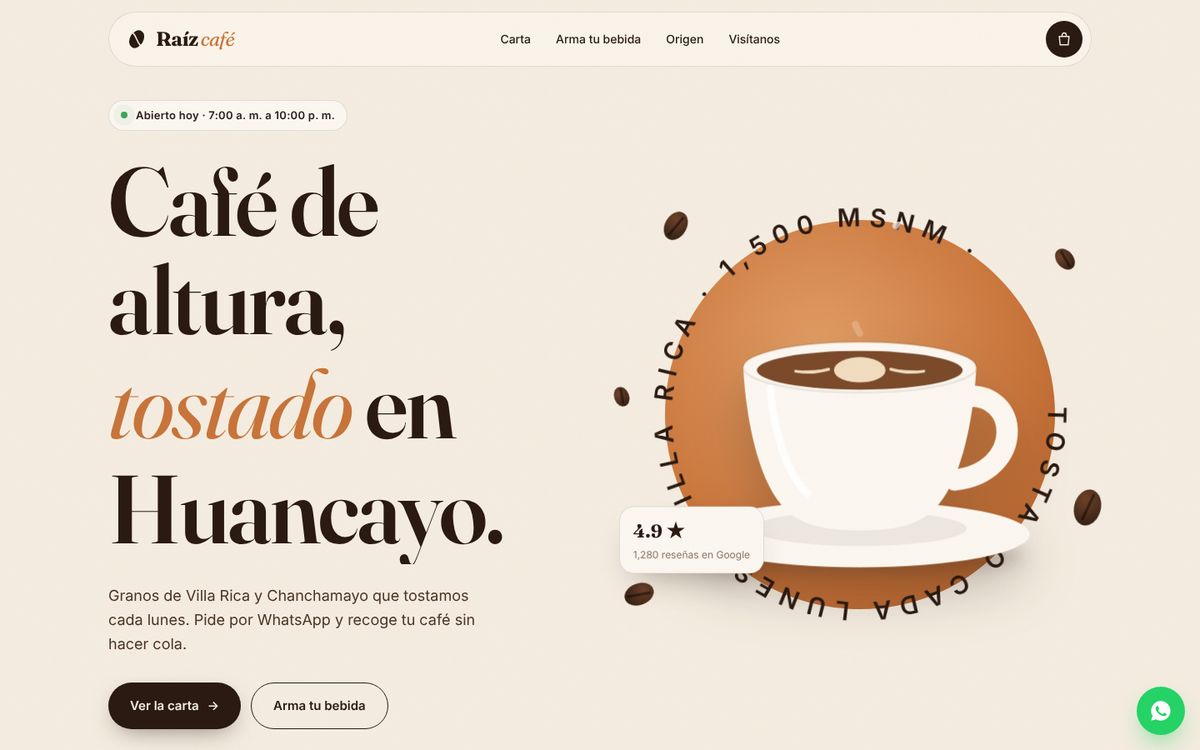 Raíz café
Carta
Arma tu bebida
Origen
Visítanos
Abierto hoy · 7:00 a. m. a 10:00 p. m.
Café de
altura,
tostado en
Huancayo.
Granos de Villa Rica y Chanchamayo que tostamos
cada lunes. Pide por WhatsApp y recoge tu café sin
hacer cola.
Ver la carta →
Arma tu bebida
RICA · 1,500 MSNM ·
CADA LUNES
4.9 ★
1,280 reseñas en Google